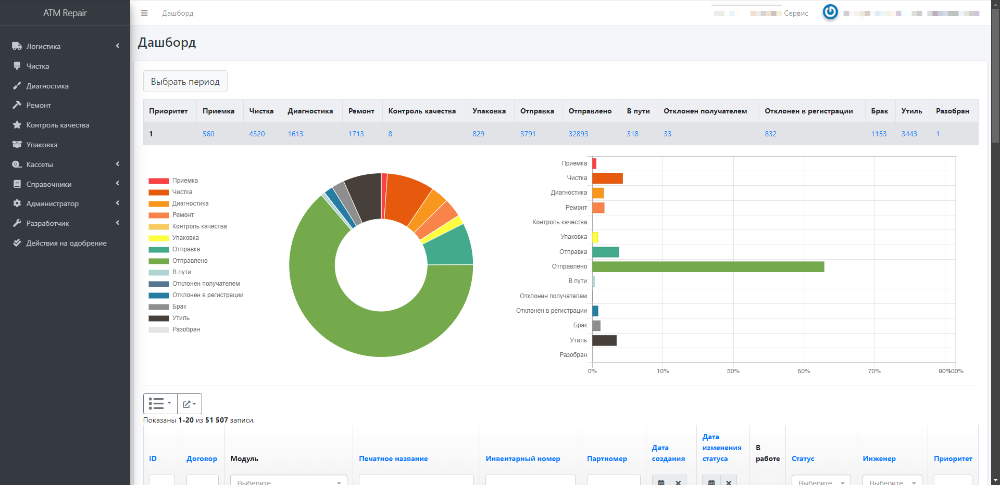 ATM Repair
Дашборд
Сервис
Логистика
Чистка
Диагностика
Ремонт
Контроль качества
Упаковка
Кассеты
Справочники
Администратор
Разработчик
Действия на одобрение
Дашборд
Выбрать период
Приоритет Приемка Чистка Диагностика Ремонт Контроль качества Упаковка Отправка Отправлено В пути Отклонен получателем Отклонен в регистрации Брак Утиль Разобран
1 560 4320 1613 1713 8 829 3791 32893 318 33 832 1153 3443 1
Приемка
Чистка
Диагностика
Ремонт
Контроль качества
Упаковка
Отправка
Отправлено
В пути
Отклонен получателем
Отклонен в регистрации
Брак
Утиль
Разобран
Приемка
Чистка
Диагностика
Ремонт
Контроль качества
Упаковка
Отправка
Отправлено
В пути
Отклонен получателем
Отклонен в регистрации
Брак
Утиль
Разобран
0% 10% 30% 50% 70% 90% 100%
Показаны 1-20 из 51 507 записи.
ID Договор Модуль Печатное название Инвентарный номер Партномер Дата создания Дата изменения статуса В работе Статус Инженер Приоритет
Выберите Выберите Выберите